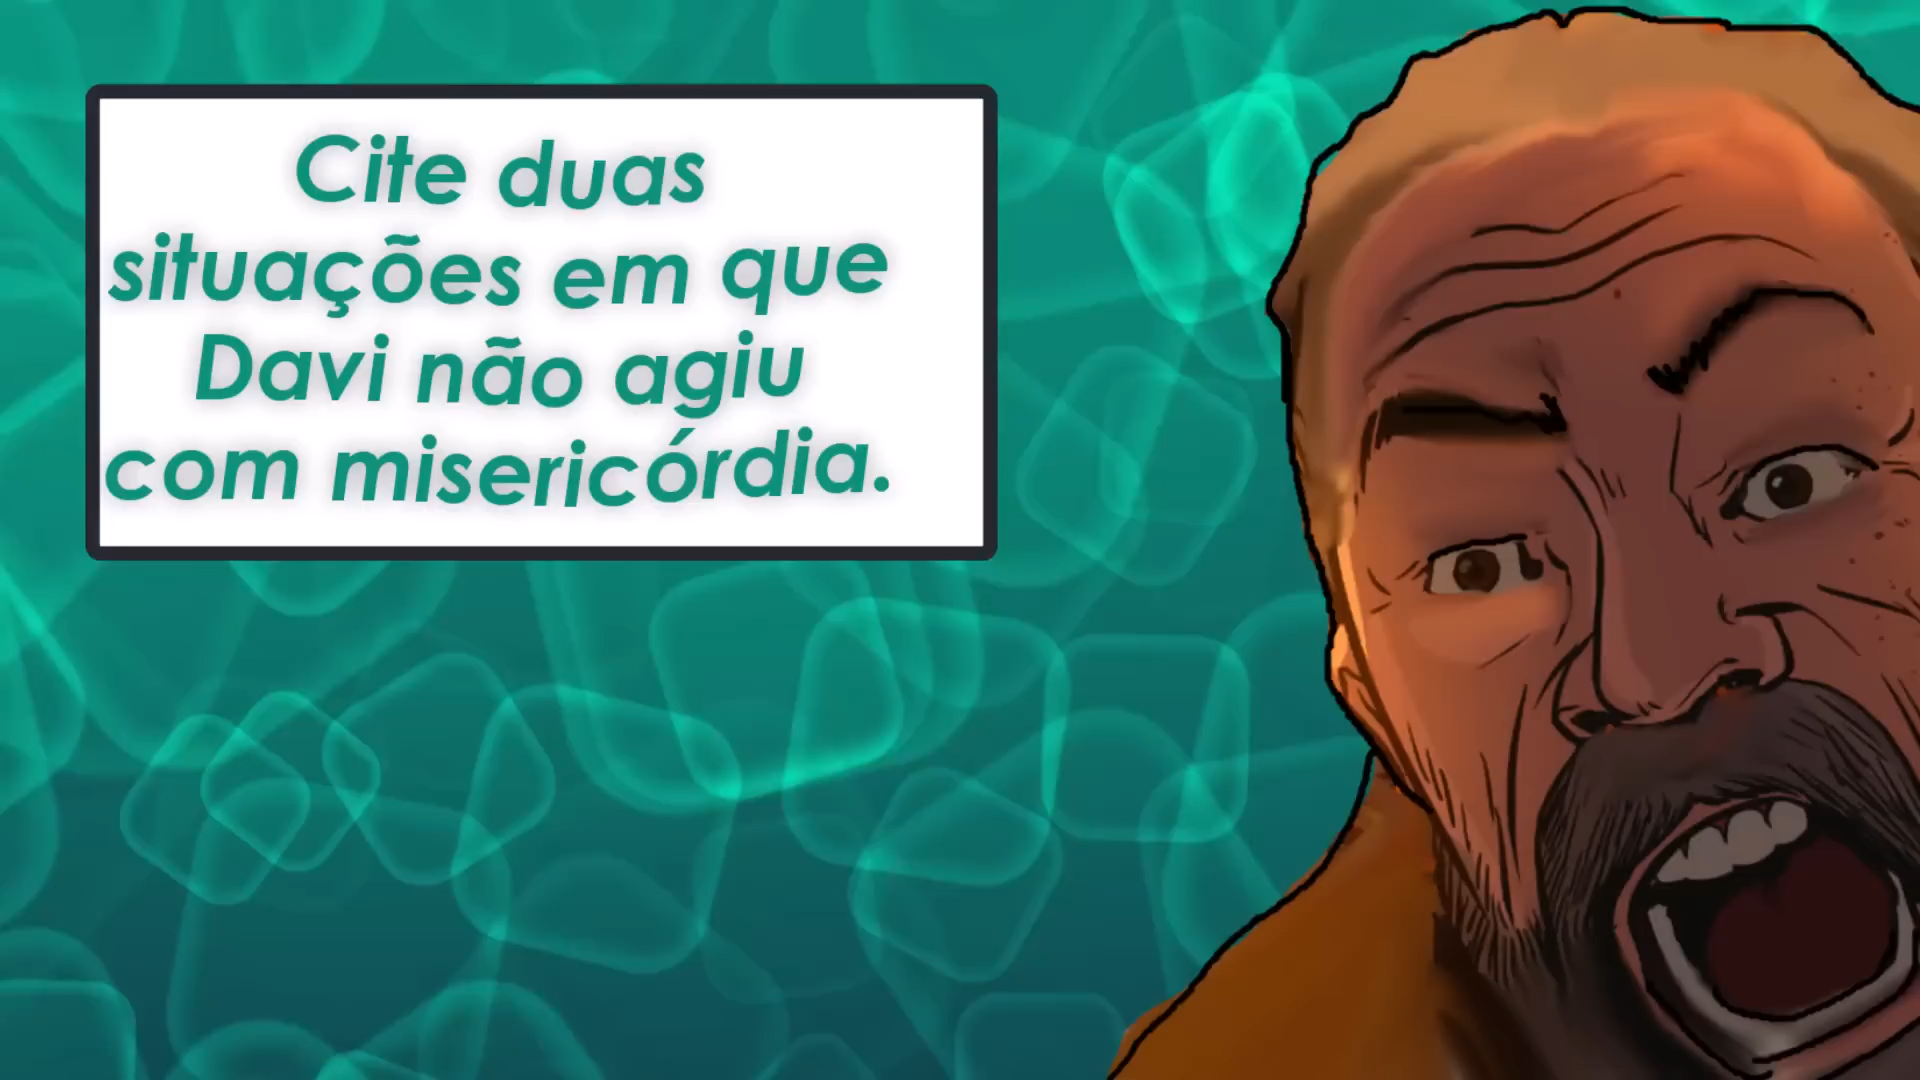 Cite duas
situações em que
Davi não agiu
com misericórdia.